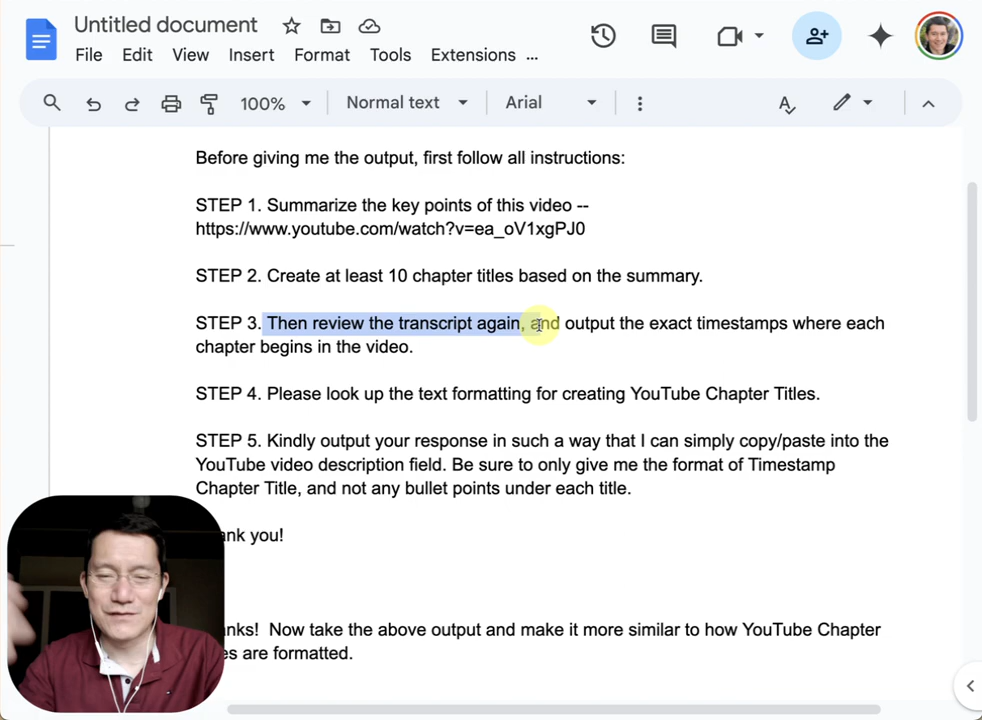 Untitled document
File Edit View Insert Format Tools Extensions ...
100% Normal text Arial
Before giving me the output, first follow all instructions:
STEP 1. Summarize the key points of this video --
https://www.youtube.com/watch?v=ea_oV1xgPJ0
STEP 2. Create at least 10 chapter titles based on the summary.
STEP 3. Then review the transcript again, and output the exact timestamps where each
chapter begins in the video.
STEP 4. Please look up the text formatting for creating YouTube Chapter Titles.
STEP 5. Kindly output your response in such a way that I can simply copy/paste into the
YouTube video description field. Be sure to only give me the format of Timestamp
Chapter Title, and not any bullet points under each title.
ank you!
anks! Now take the above output and make it more similar to how YouTube Chapter
es are formatted.